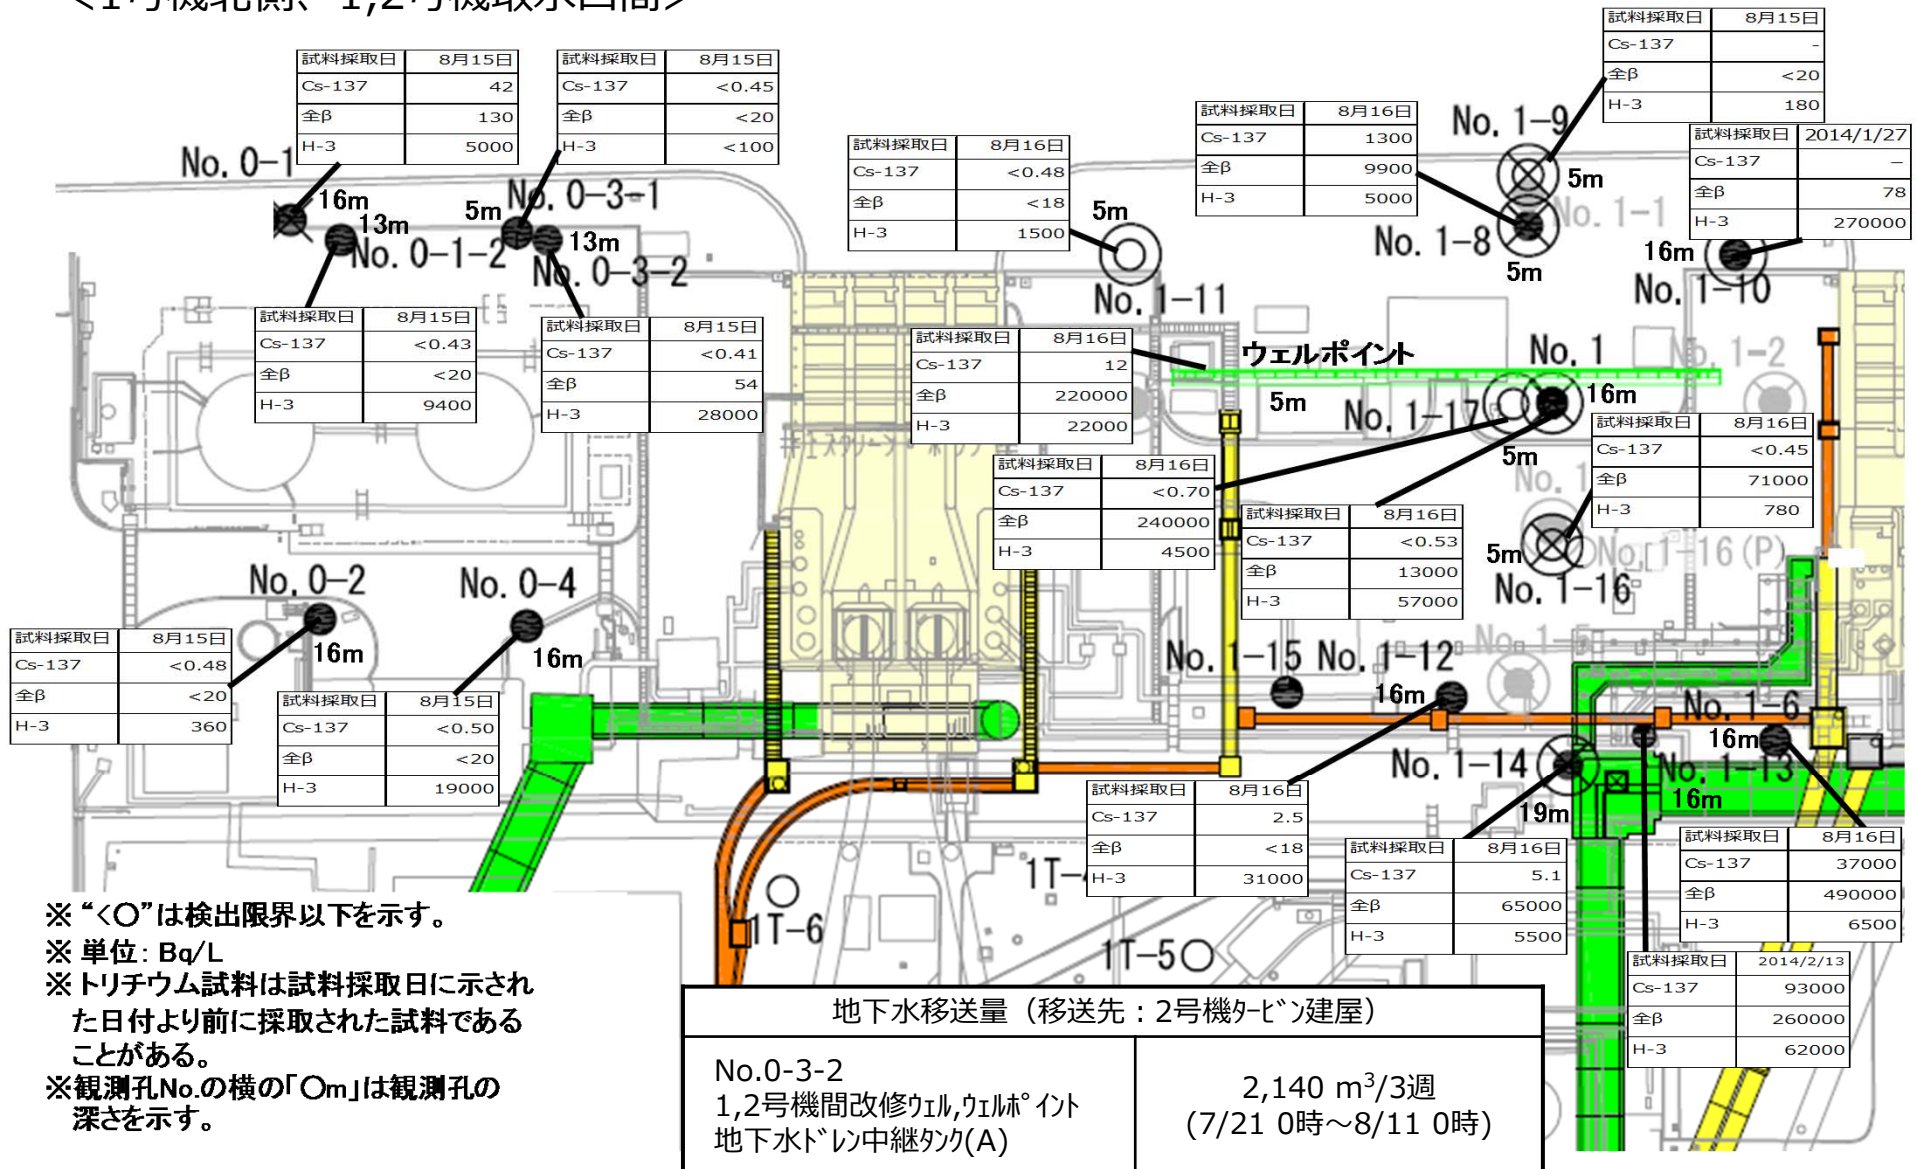 <1号機北側、1,2号機取水口間>
試料採取日 8月15日
Cs-137 -
全β <20
H-3 180
試料採取日 8月15日
Cs-137 42
全β 130
H-3 5000
試料採取日 8月15日
Cs-137 <0.45
全β <20
H-3 <100
試料採取日 8月16日
Cs-137 1300
全β 9900
H-3 5000
試料採取日 2014/1/27
Cs-137 –
全β 78
H-3 270000
試料採取日 8月16日
Cs-137 <0.48
全β <18
H-3 1500
No. 0-1
16m
13m
No. 0-1-2
5m
No. 0-3-1
13m
No. 0-3-2
5m
No. 1-11
No. 1-9
5m
No. 1-1
No. 1-8
5m
16m
No. 1-10
試料採取日 8月15日
Cs-137 <0.43
全β <20
H-3 9400
試料採取日 8月15日
Cs-137 <0.41
全β 54
H-3 28000
試料採取日 8月16日
Cs-137 12
全β 220000
H-3 22000
ウェルポイント
5m
No. 1
No. 1-2
16m
No. 1-17
5m
試料採取日 8月16日
Cs-137 <0.45
全β 71000
H-3 780
試料採取日 8月16日
Cs-137 <0.70
全β 240000
H-3 4500
試料採取日 8月16日
Cs-137 <0.53
全β 13000
H-3 57000
5m
No. 1-16 (P)
No. 1-16
No. 0-2
16m
No. 0-4
16m
No. 1-5
No. 1-15
No. 1-12
16m
No. 1-6
16m
No. 1-14
19m
No. 1-13
16m
試料採取日 8月15日
Cs-137 <0.48
全β <20
H-3 360
試料採取日 8月15日
Cs-137 <0.50
全β <20
H-3 19000
試料採取日 8月16日
Cs-137 2.5
全β <18
H-3 31000
試料採取日 8月16日
Cs-137 5.1
全β 65000
H-3 5500
試料採取日 8月16日
Cs-137 37000
全β 490000
H-3 6500
試料採取日 2014/2/13
Cs-137 93000
全β 260000
H-3 62000
1T-6
1T-5
※ “<○”は検出限界以下を示す。
※ 単位: Bq/L
※ トリチウム試料は試料採取日に示され
た日付より前に採取された試料である
ことがある。
※観測孔No.の横の「○m」は観測孔の
深さを示す。
地下水移送量（移送先：2号機ﾀｰﾋﾞﾝ建屋）
No.0-3-2
1,2号機間改修ｳｪﾙ,ｳｪﾙﾎﾟｲﾝﾄ
地下水ﾄﾞﾚﾝ中継ﾀﾝｸ(A)
2,140 m³/3週
(7/21 0時～8/11 0時)